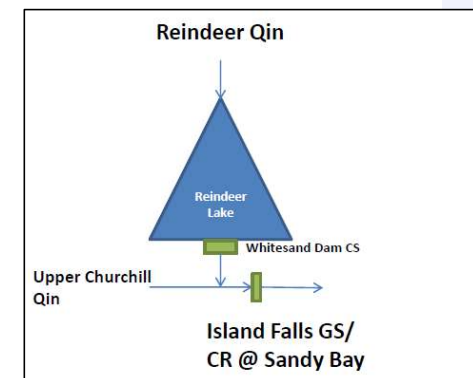 Reindeer Qin
Reindeer
Lake
Whitesand Dam CS
Upper Churchill
Qin
Island Falls GS/
CR @ Sandy Bay